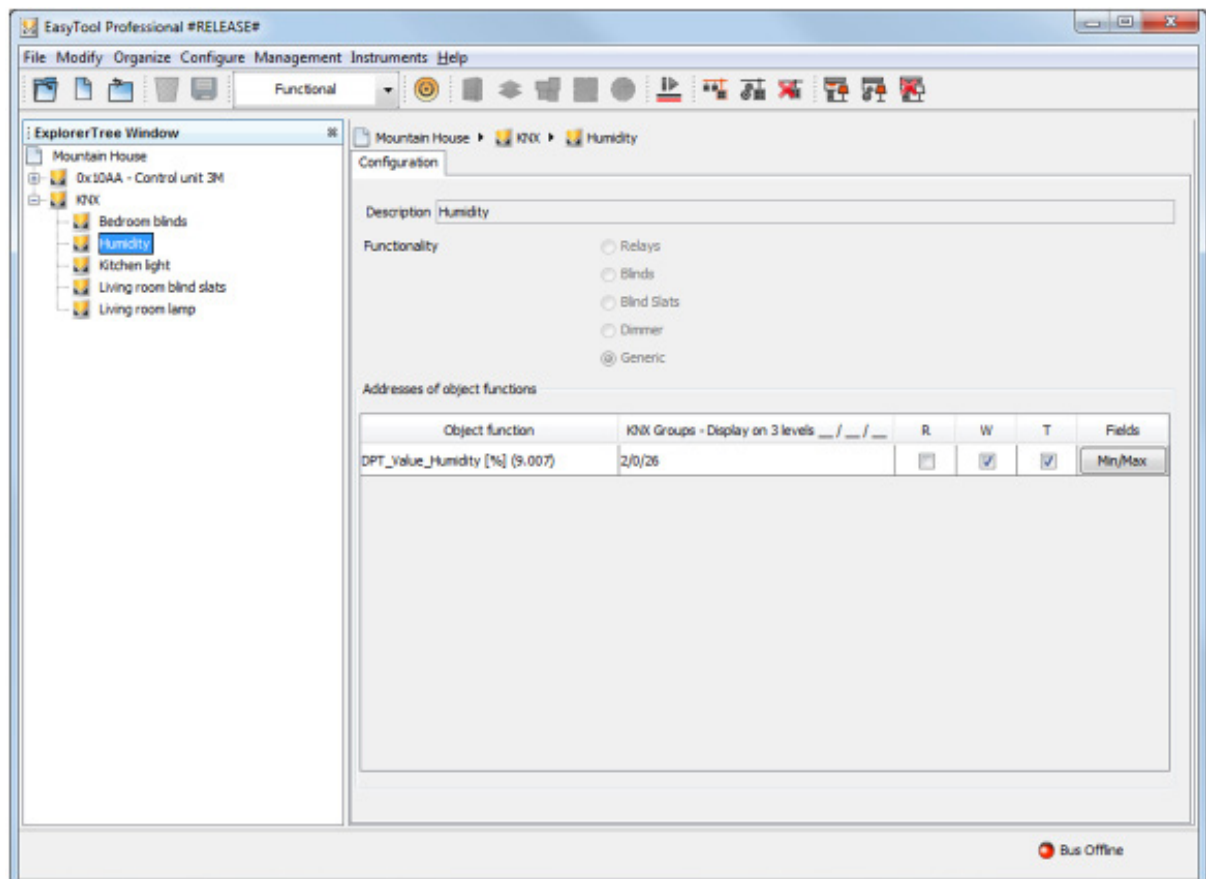 EasyTool Professional #RELEASE#
File Modify Organize Configure Management Instruments Help
Functional
ExplorerTree Window
Mountain House
0x10AA - Control unit 3M
KNX
Bedroom blinds
Humidity
Kitchen light
Living room blind slats
Living room lamp
Mountain House KNX Humidity
Configuration
Description Humidity
Functionality
Relays
Blinds
Blind Slats
Dimmer
Generic
Addresses of object functions
Object function KNX Groups - Display on 3 levels __ / __ / __ R W T Fields
DPT_Value_Humidity [%] (9.007) 2/0/26 Min/Max
Bus Offline